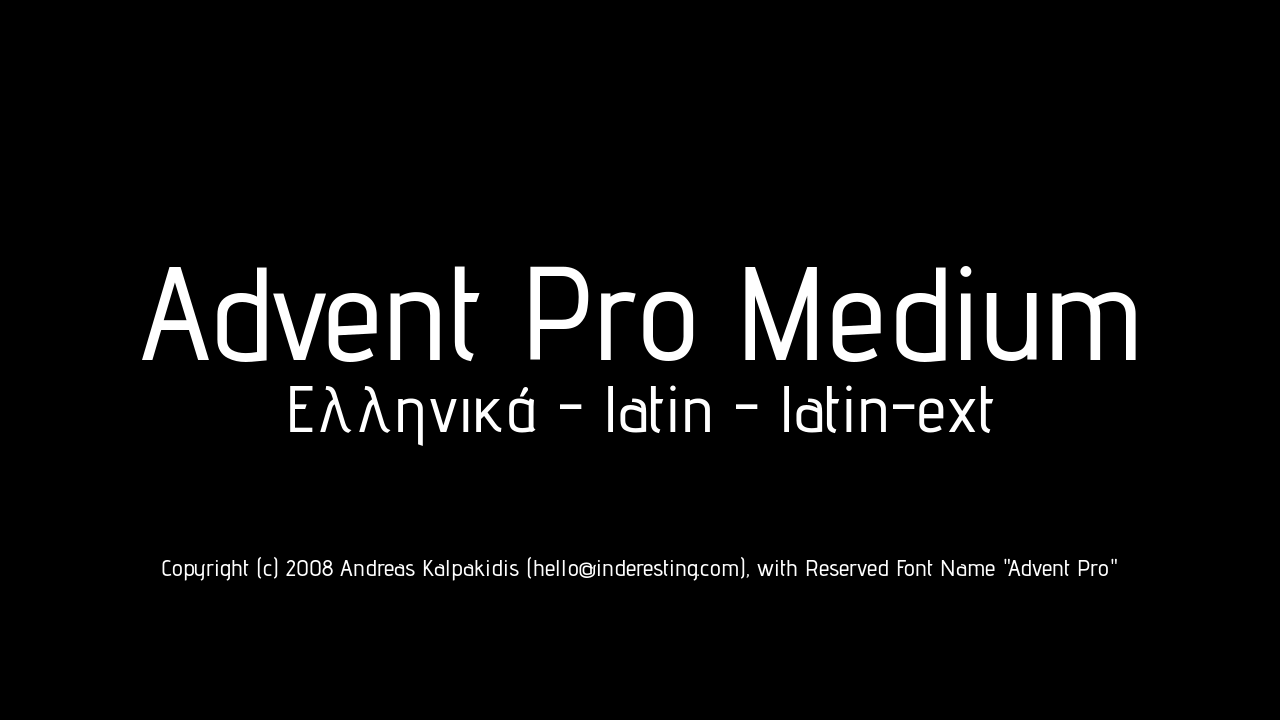 Advent Pro Medium
Ελληνικά - latin - latin-ext
Copyright (c) 2008 Andreas Kalpakidis (hello@inderesting.com), with Reserved Font Name "Advent Pro"